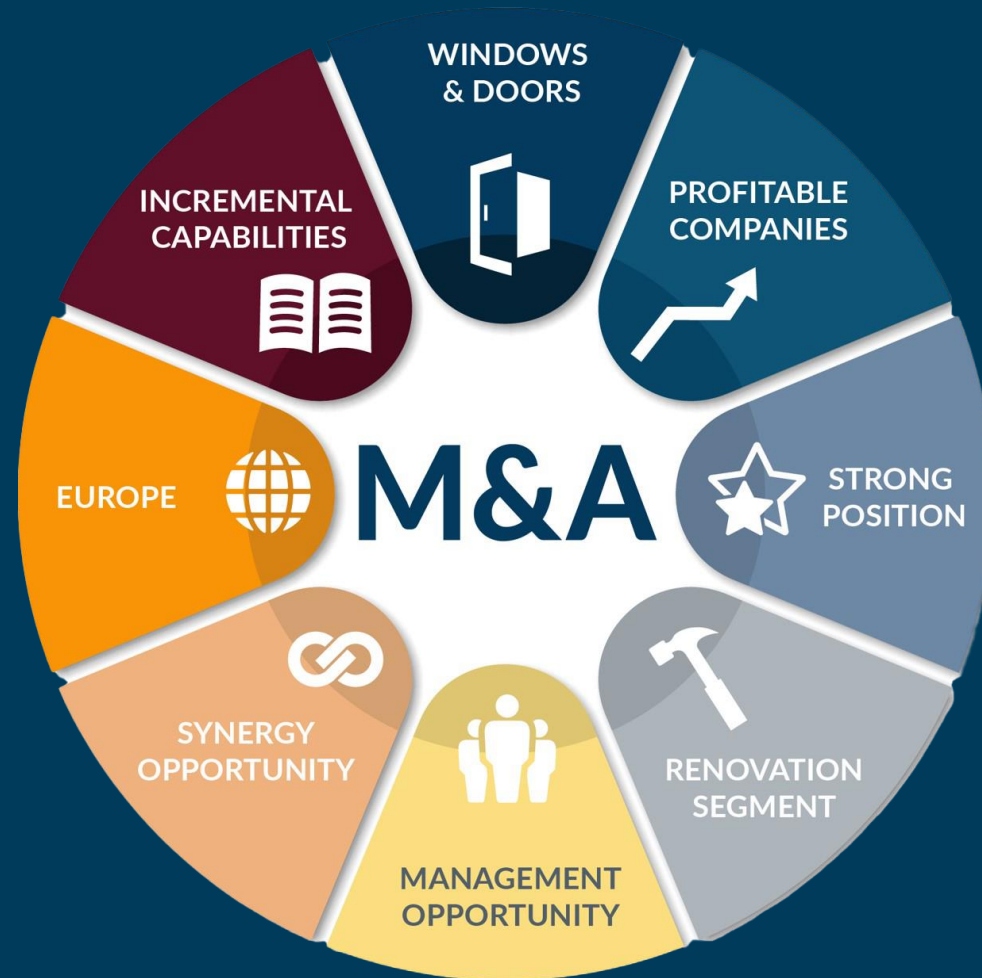 WINDOWS
& DOORS
PROFITABLE
COMPANIES
STRONG
POSITION
RENOVATION
SEGMENT
MANAGEMENT
OPPORTUNITY
SYNERGY
OPPORTUNITY
EUROPE
INCREMENTAL
CAPABILITIES
M&A